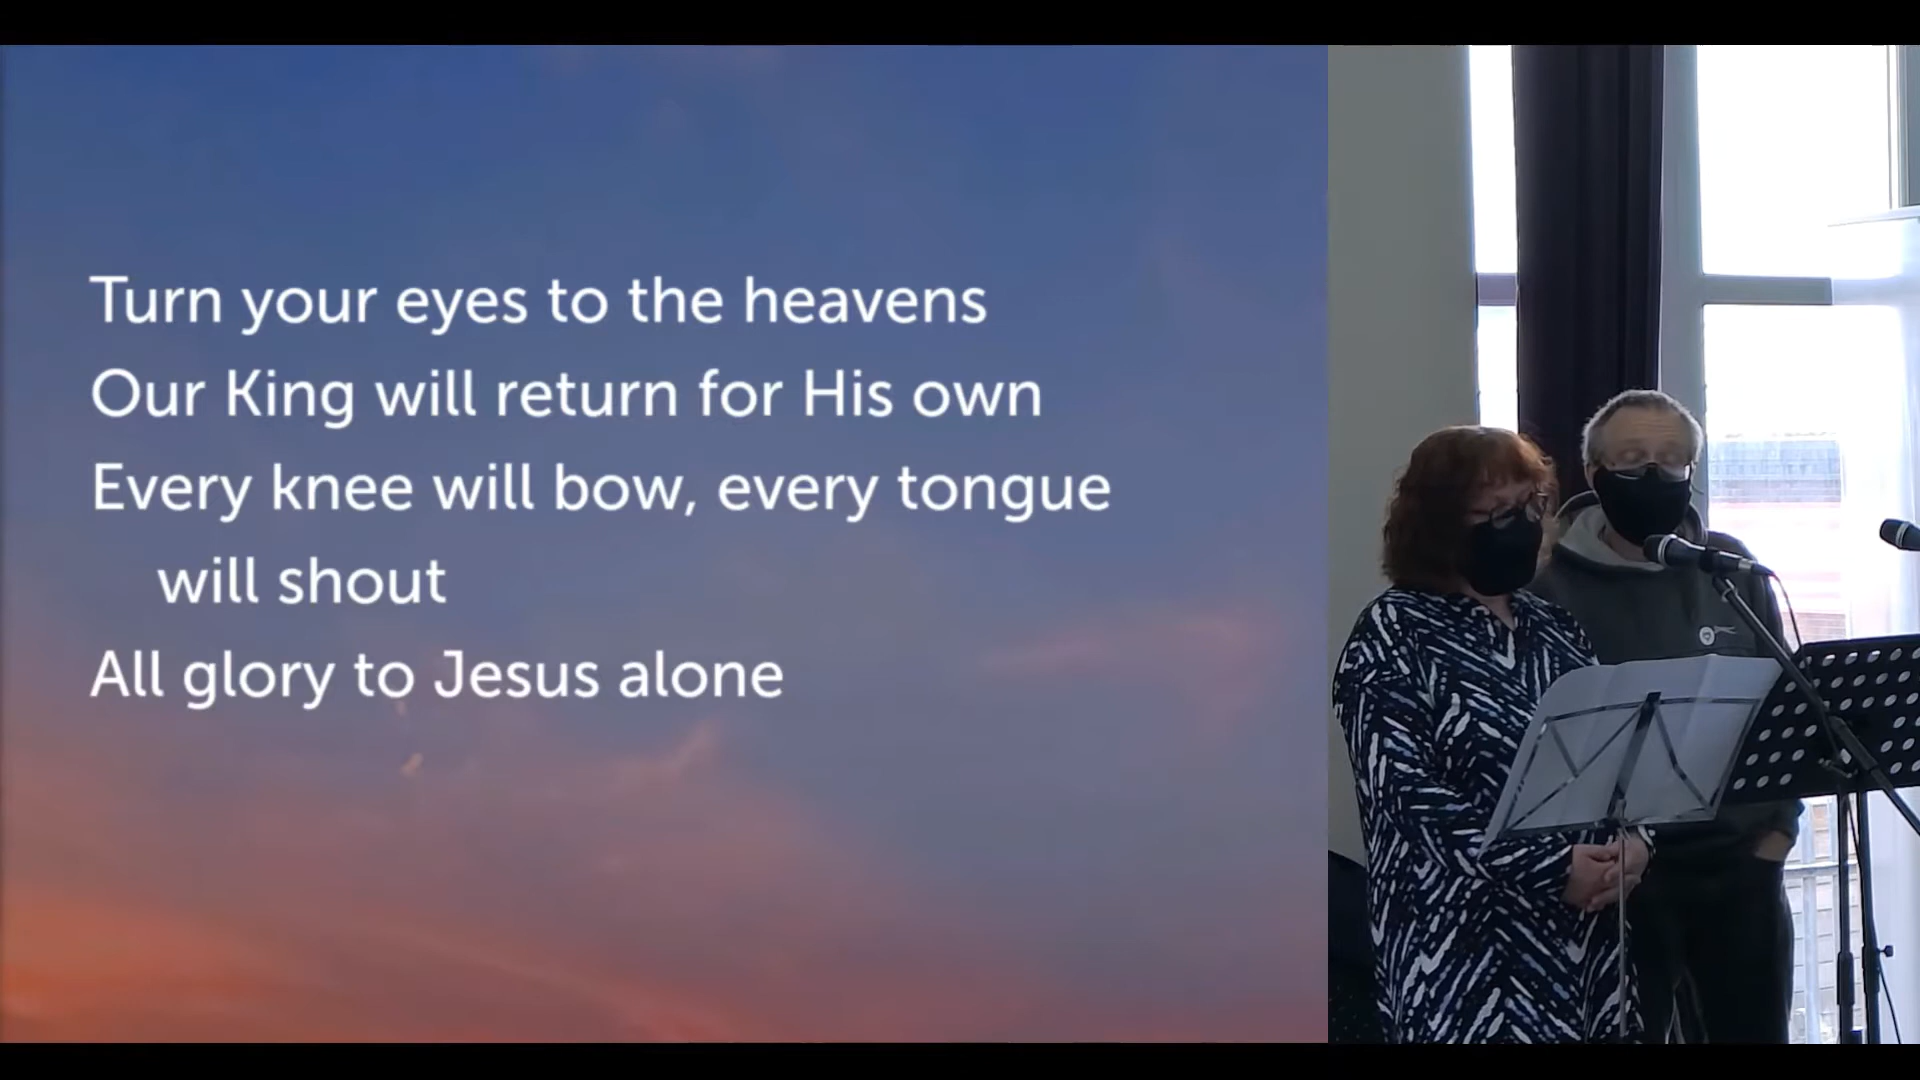 Turn your eyes to the heavens
Our King will return for His own
Every knee will bow, every tongue
will shout
All glory to Jesus alone